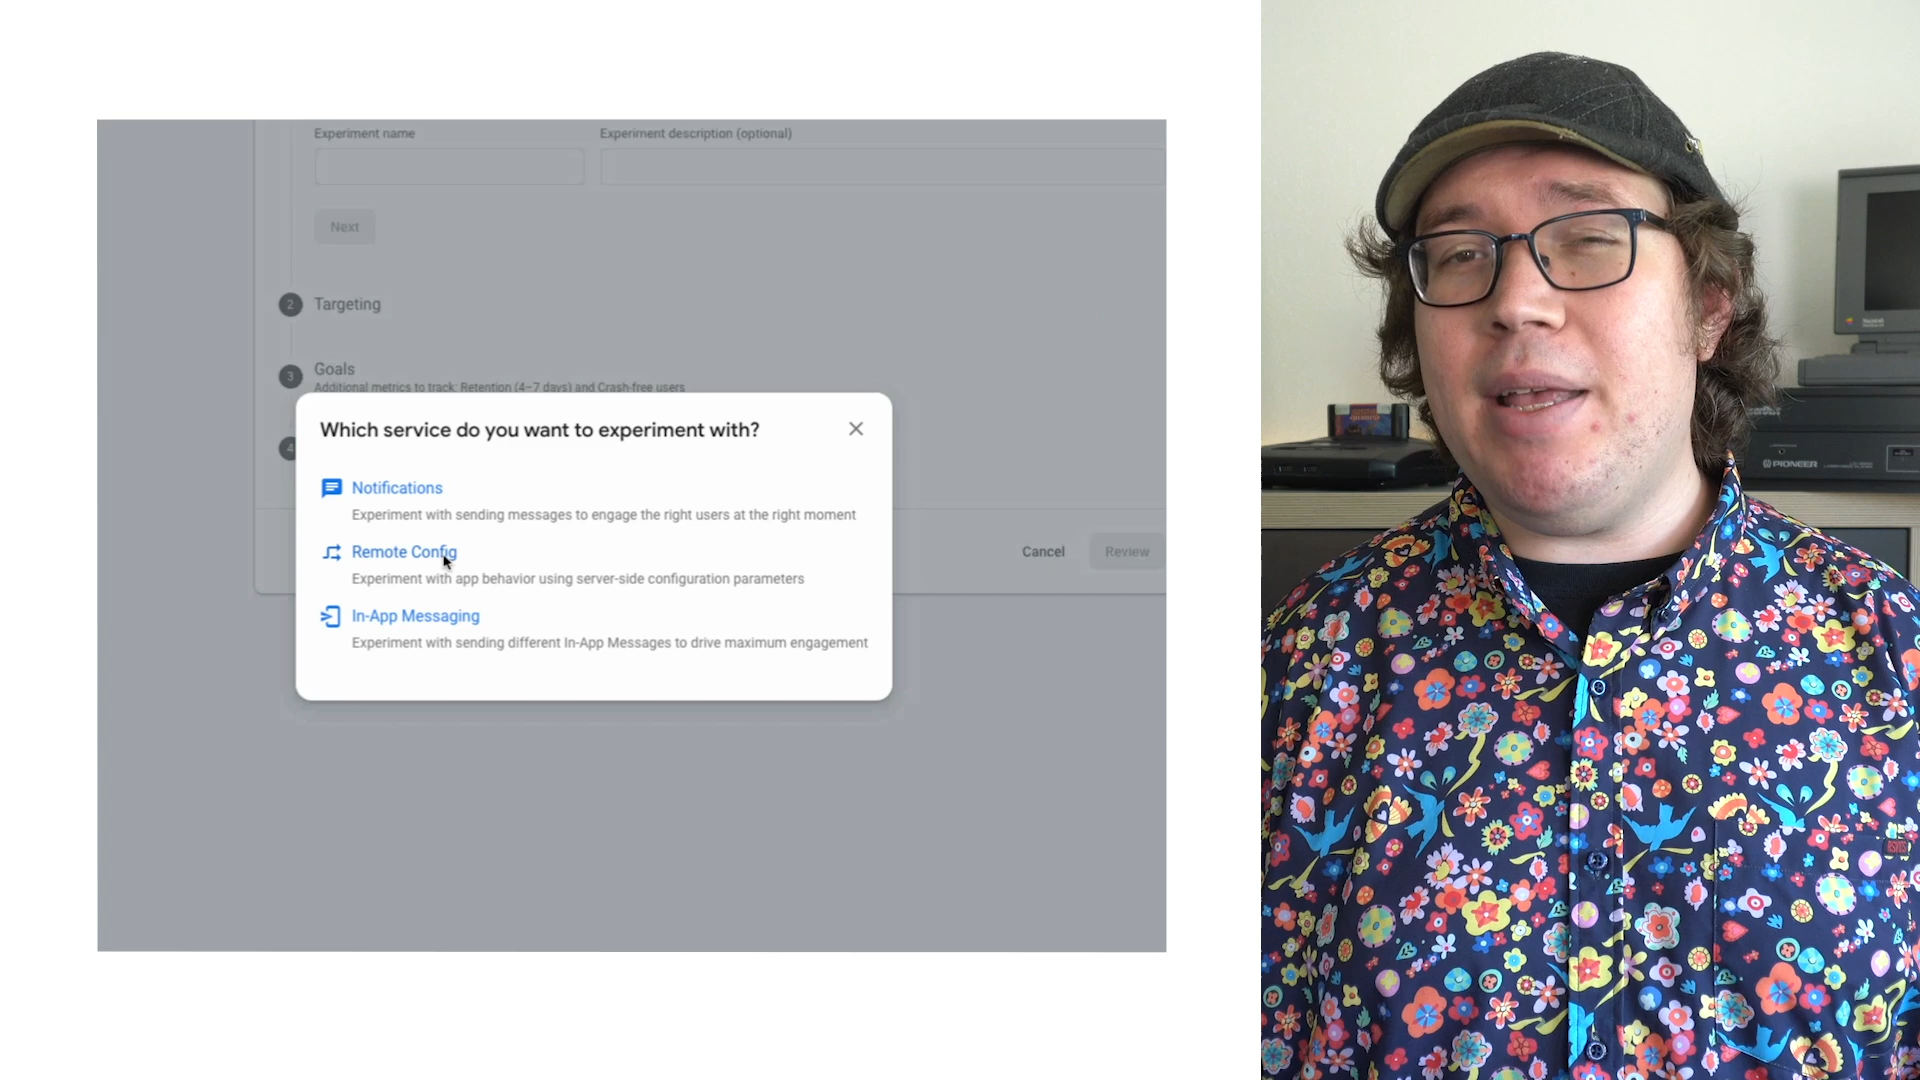 Experiment name
Experiment description (optional)
Next
2
Targeting
3
Goals
Additional metrics to track: Retention (4–7 days) and Crash-free users
4
Which service do you want to experiment with?
Notifications
Experiment with sending messages to engage the right users at the right moment
Remote Config
Experiment with app behavior using server-side configuration parameters
In-App Messaging
Experiment with sending different In-App Messages to drive maximum engagement
Cancel
Review
PIONEER